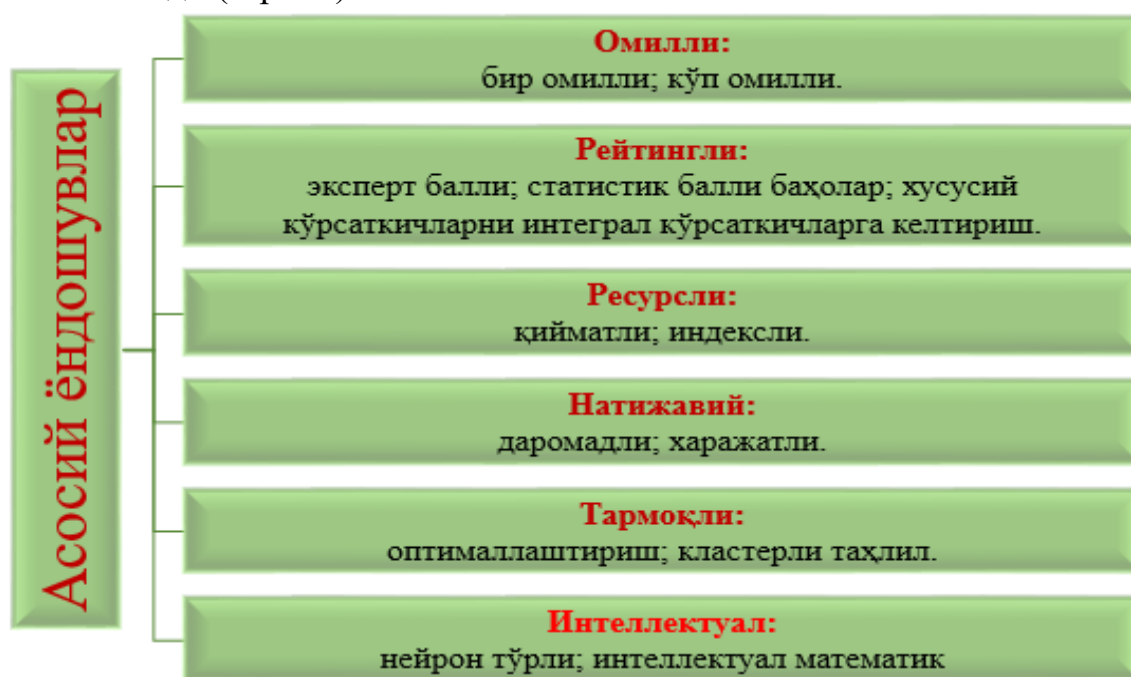 Асосий ёндошувлар
Омилли:
бир омилли; кўп омилли.
Рейтингли:
эксперт балли; статистик балли баҳолар; хусусий
кўрсаткичларни интеграл кўрсаткичларга келтириш.
Ресурсли:
қийматли; индексли.
Натижавий:
даромадли; харажатли.
Тармоқли:
оптималлаштириш; кластерли таҳлил.
Интеллектуал:
нейрон тўрли; интеллектуал математик